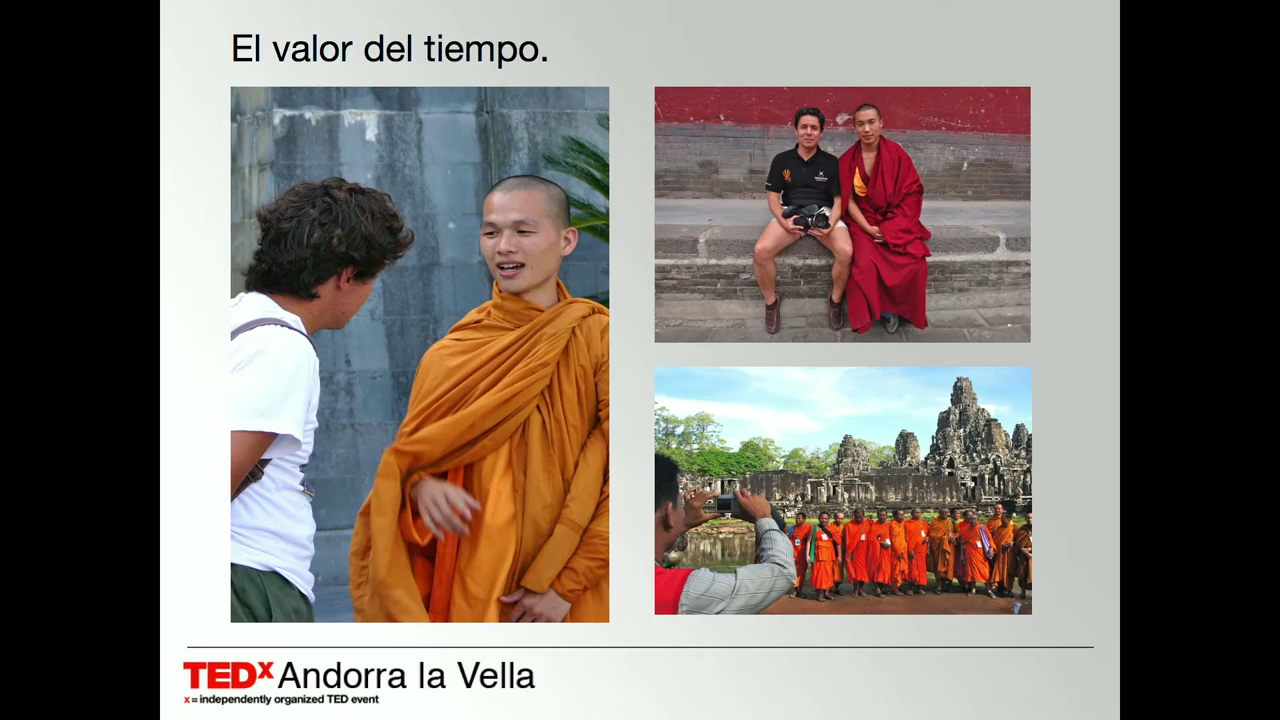 El valor del tiempo.
TEDx Andorra la Vella
x = independently organized TED event